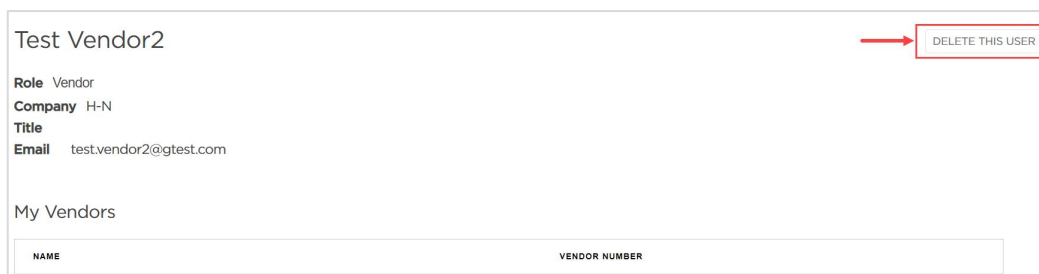 Test Vendor2
DELETE THIS USER
Role Vendor
Company H-N
Title
Email test.vendor2@gtest.com
My Vendors
NAME VENDOR NUMBER